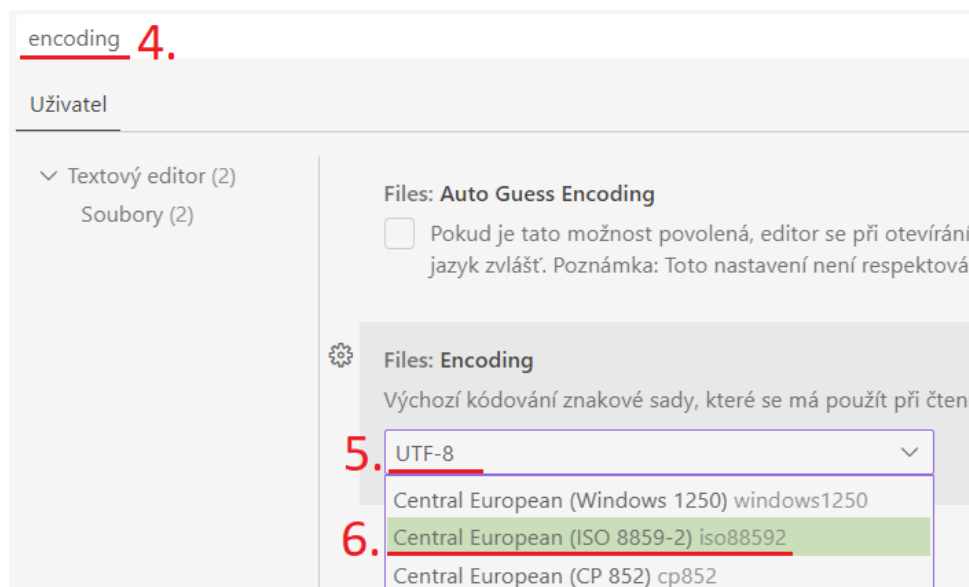 encoding 4.
Uživatel
Textový editor (2)
Soubory (2)
Files: Auto Guess Encoding
Pokud je tato možnost povolená, editor se při otevírání
jazyk zvlášť. Poznámka: Toto nastavení není respektová
Files: Encoding
Výchozí kódování znakové sady, které se má použít při čten
5. UTF-8
Central European (Windows 1250) windows1250
6. Central European (ISO 8859-2) iso88592
Central European (CP 852) cp852